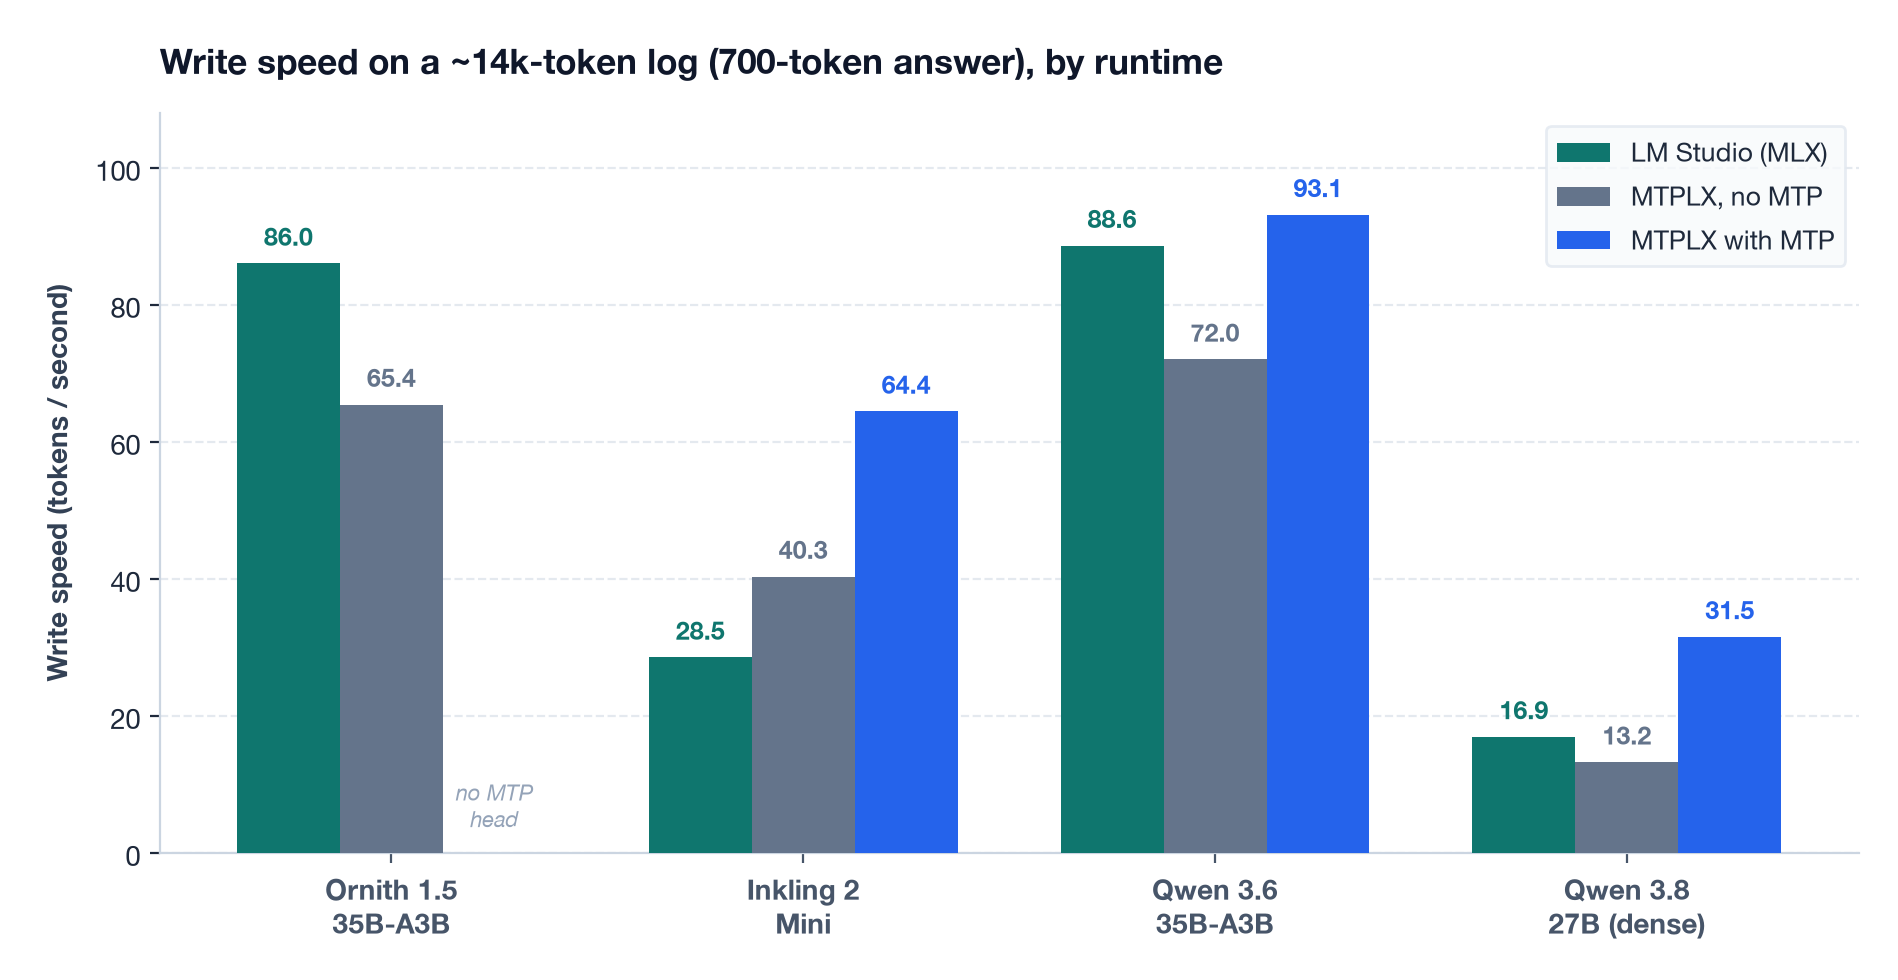 Write speed on a ~14k-token log (700-token answer), by runtime
LM Studio (MLX)
MTPLX, no MTP
MTPLX with MTP
Write speed (tokens / second)
100
80
60
40
20
0
86.0
65.4
no MTP
head
28.5
40.3
64.4
88.6
72.0
93.1
16.9
13.2
31.5
Ornith 1.5
35B-A3B
Inkling 2
Mini
Qwen 3.6
35B-A3B
Qwen 3.8
27B (dense)